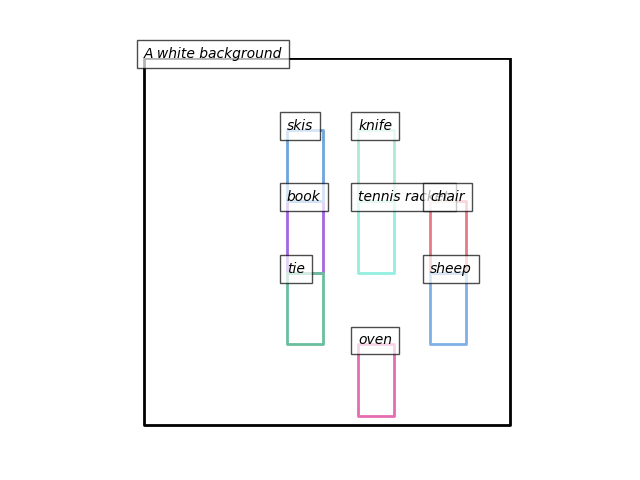 A white background
skis
knife
book
tennis racket
chair
tie
sheep
oven